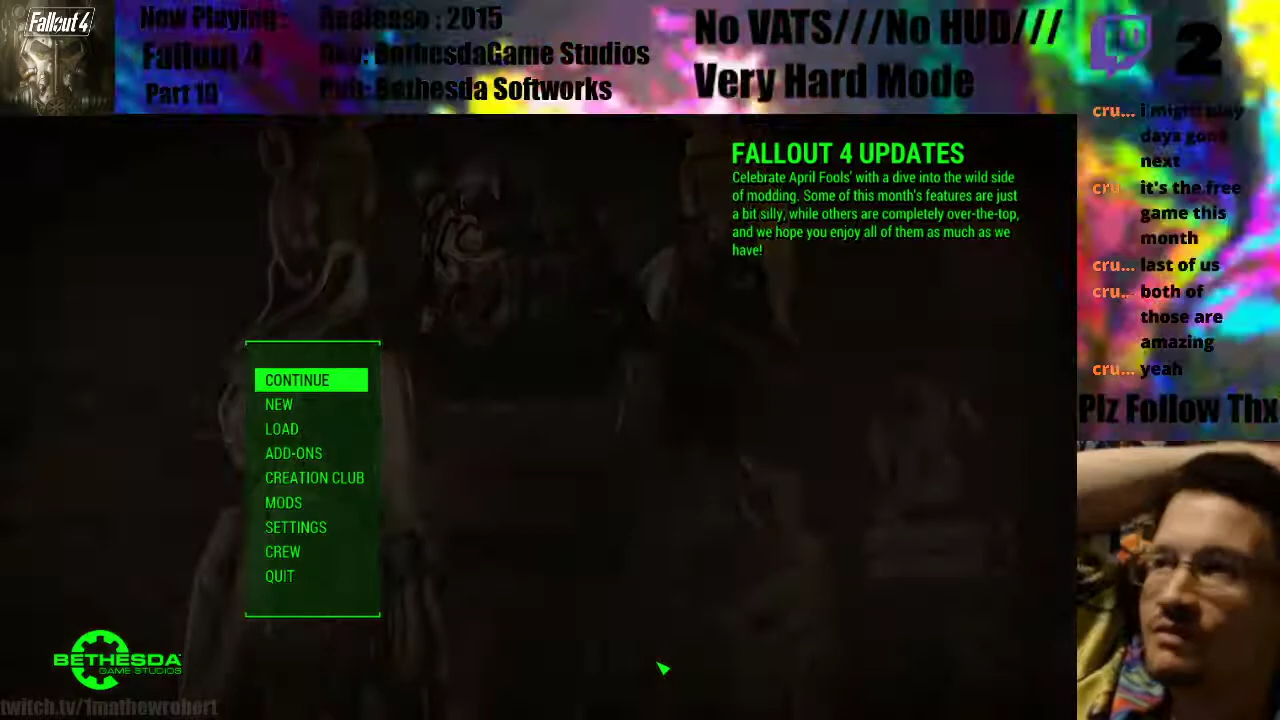 Fallout 4
Now Playing :
Fallout 4
Part 10
Realease : 2015
Dev: BethesdaGame Studios
Pub: Bethesda Softworks
No VATS///No HUD///
Very Hard Mode
2
cru... i might play
days gone
next
cru... it's the free
game this
month
cru... last of us
cru... both of
those are
amazing
cru... yeah
Plz Follow Thx
FALLOUT 4 UPDATES
Celebrate April Fools' with a dive into the wild side
of modding. Some of this month's features are just
a bit silly, while others are completely over-the-top,
and we hope you enjoy all of them as much as we
have!
CONTINUE
NEW
LOAD
ADD-ONS
CREATION CLUB
MODS
SETTINGS
CREW
QUIT
BETHESDA
GAME STUDIOS
twitch.tv/1mathewrobert